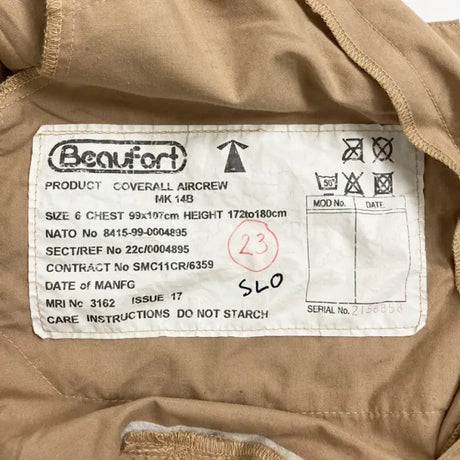 Beaufort
PRODUCT COVERALL AIRCREW
MK 14B
SIZE 6 CHEST 99x107cm HEIGHT 172to180cm
NATO No 8415-99-0004895
SECT/REF No 22c/0004895
CONTRACT No SMC11CR/6359
DATE of MANFG
MRI No 3162 ISSUE 17
CARE INSTRUCTIONS DO NOT STARCH
23
SLO
50°
MOD No. DATE
SERIAL No.